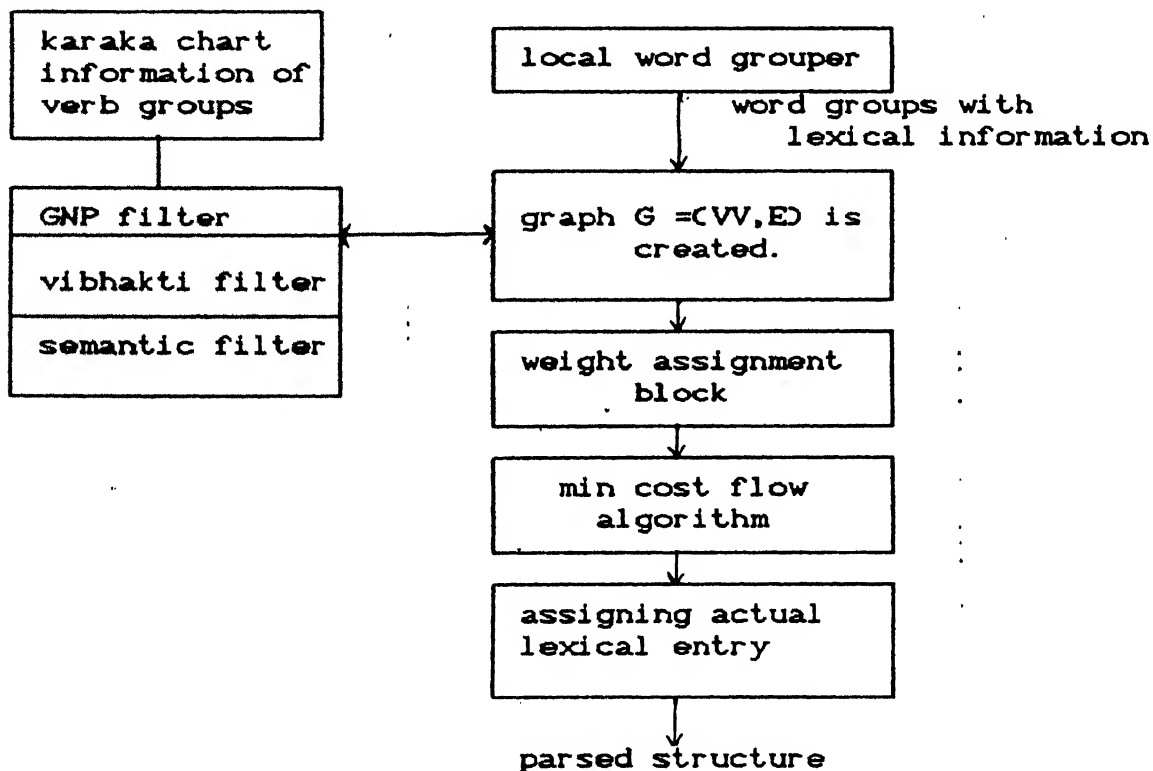 karaka chart
information of
verb groups
local word grouper
word groups with
lexical information
GNP filter
vibhakti filter
semantic filter
graph G =(VV,E) is
created.
weight assignment
block
min cost flow
algorithm
assigning actual
lexical entry
parsed structure